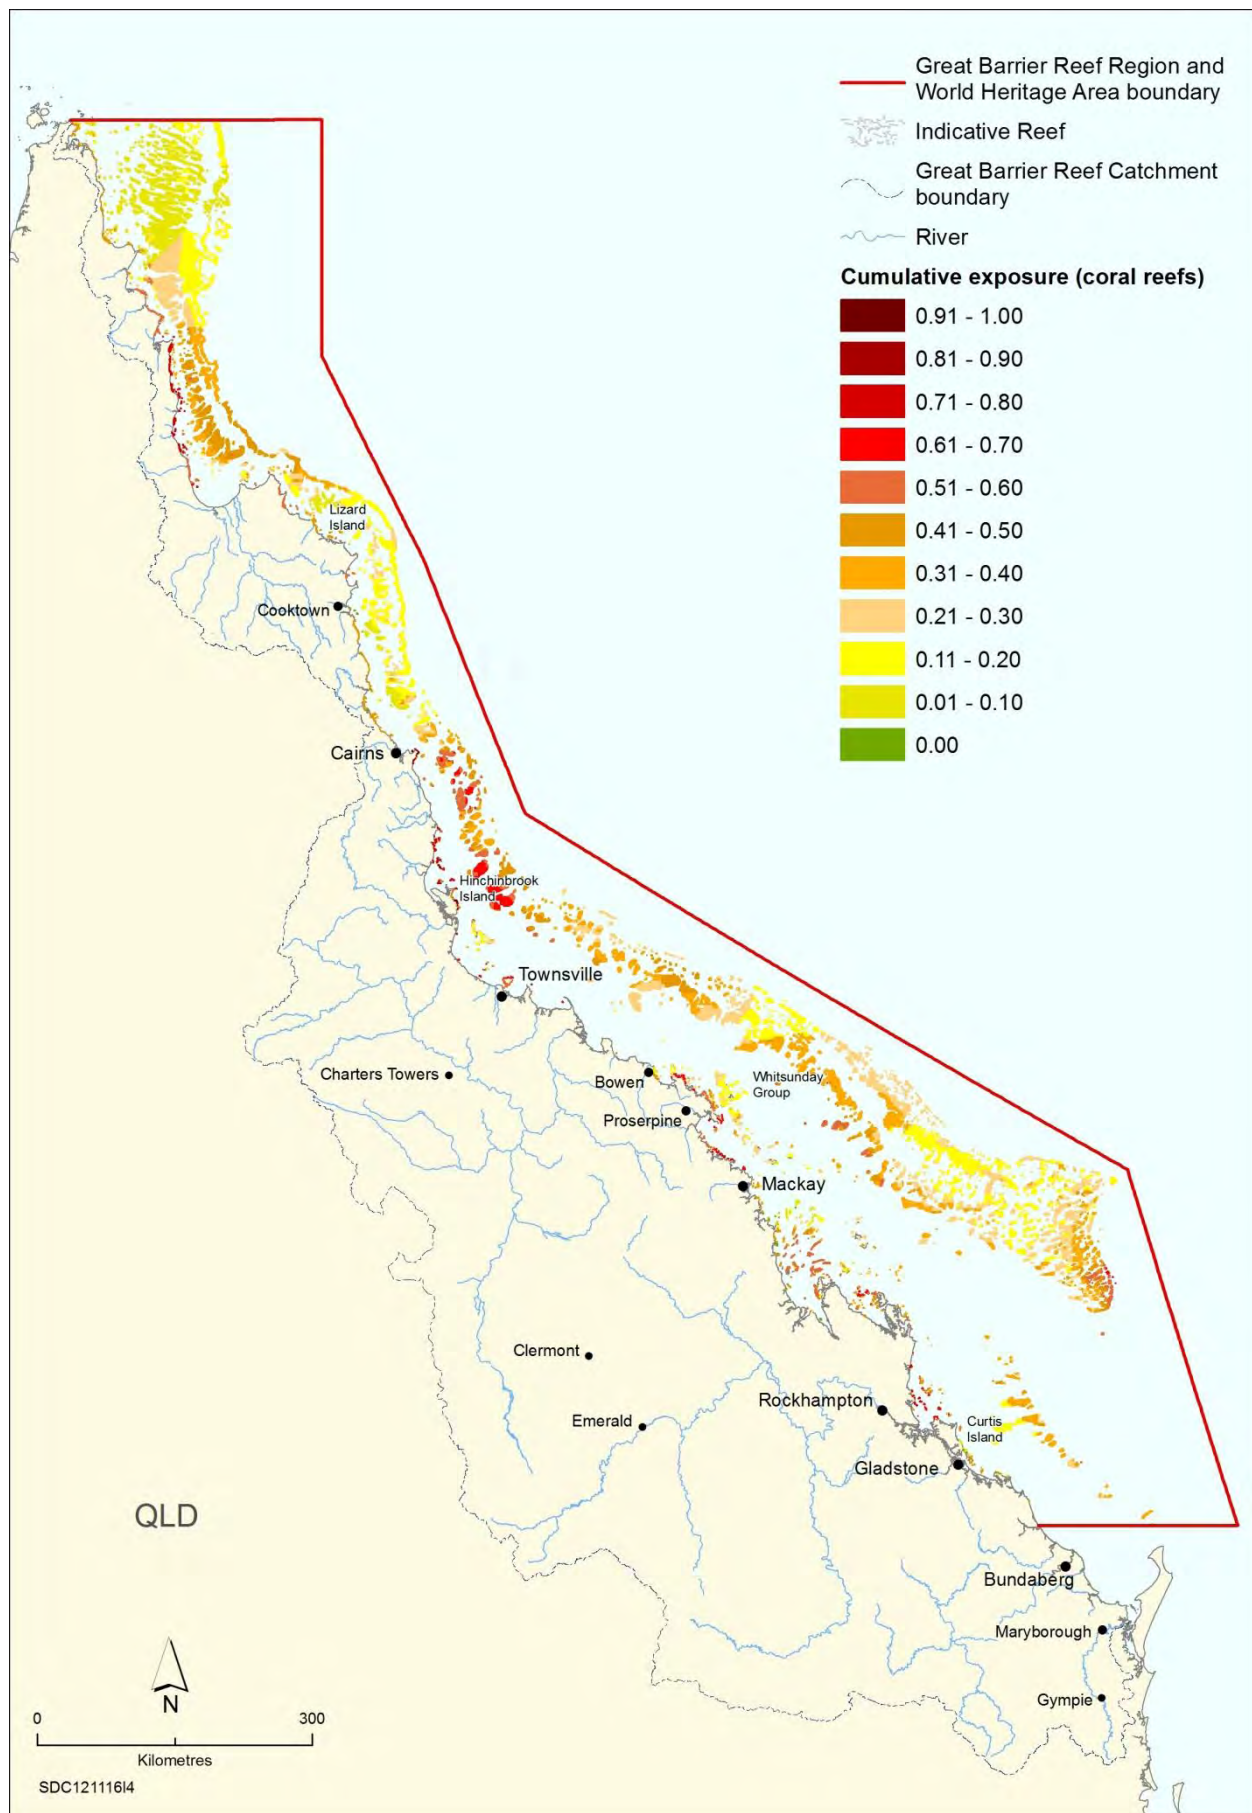 Great Barrier Reef Region and
World Heritage Area boundary
Indicative Reef
Great Barrier Reef Catchment
boundary
River
Cumulative exposure (coral reefs)
0.91 - 1.00
0.81 - 0.90
0.71 - 0.80
0.61 - 0.70
0.51 - 0.60
0.41 - 0.50
0.31 - 0.40
0.21 - 0.30
0.11 - 0.20
0.01 - 0.10
0.00
Lizard
Island
Cooktown
Cairns
Hinchinbrook
Island
Townsville
Charters Towers
Bowen
Whitsunday
Group
Proserpine
Mackay
Clermont
Rockhampton
Emerald
Curtis
Island
Gladstone
QLD
Bundaberg
Maryborough
Gympie
N
0 300
Kilometres
SDC121116I4